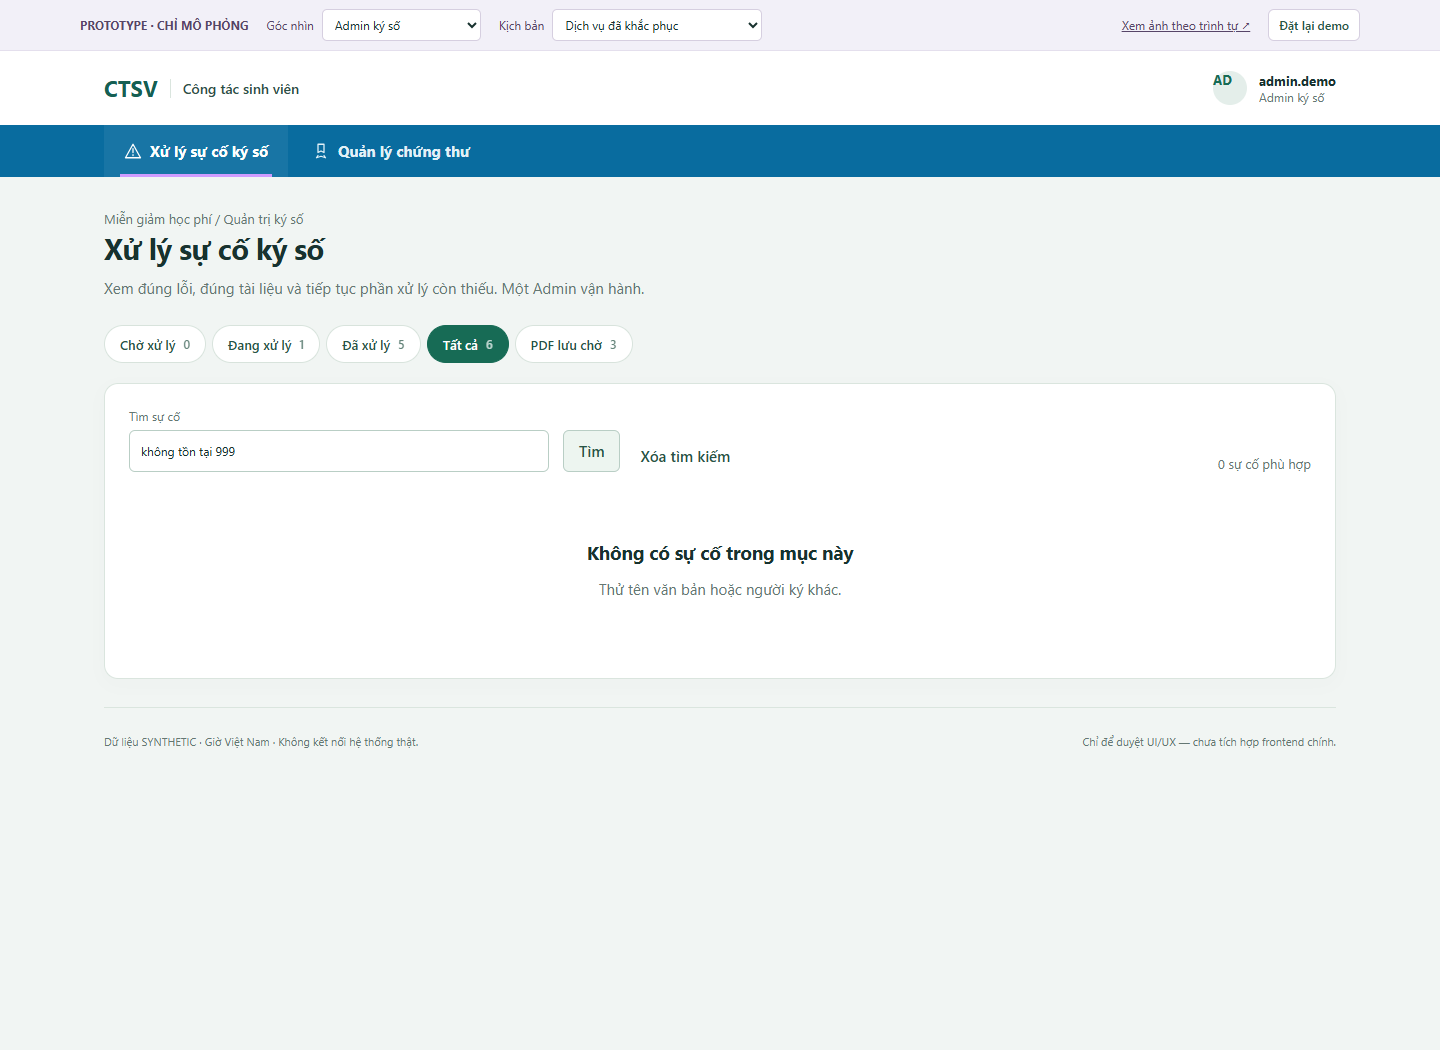 PROTOTYPE · CHỈ MÔ PHỎNG
Góc nhìn
Admin ký số
Kịch bản
Dịch vụ đã khắc phục
Xem ảnh theo trình tự ↗
Đặt lại demo
CTSV
Công tác sinh viên
AD
admin.demo
Admin ký số
Xử lý sự cố ký số
Quản lý chứng thư
Miễn giảm học phí / Quản trị ký số
Xử lý sự cố ký số
Xem đúng lỗi, đúng tài liệu và tiếp tục phần xử lý còn thiếu. Một Admin vận hành.
Chờ xử lý 0
Đang xử lý 1
Đã xử lý 5
Tất cả 6
PDF lưu chờ 3
Tìm sự cố
không tồn tại 999
Tìm
Xóa tìm kiếm
0 sự cố phù hợp
Không có sự cố trong mục này
Thử tên văn bản hoặc người ký khác.
Dữ liệu SYNTHETIC · Giờ Việt Nam · Không kết nối hệ thống thật.
Chỉ để duyệt UI/UX — chưa tích hợp frontend chính.